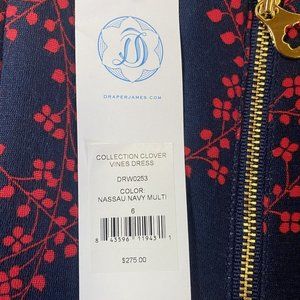 D
DRAPERJAMES.COM
COLLECTION CLOVER
VINES DRESS
DRW0253
COLOR:
NASSAU NAVY MULTI
6
8 43596 11943 1
$275.00